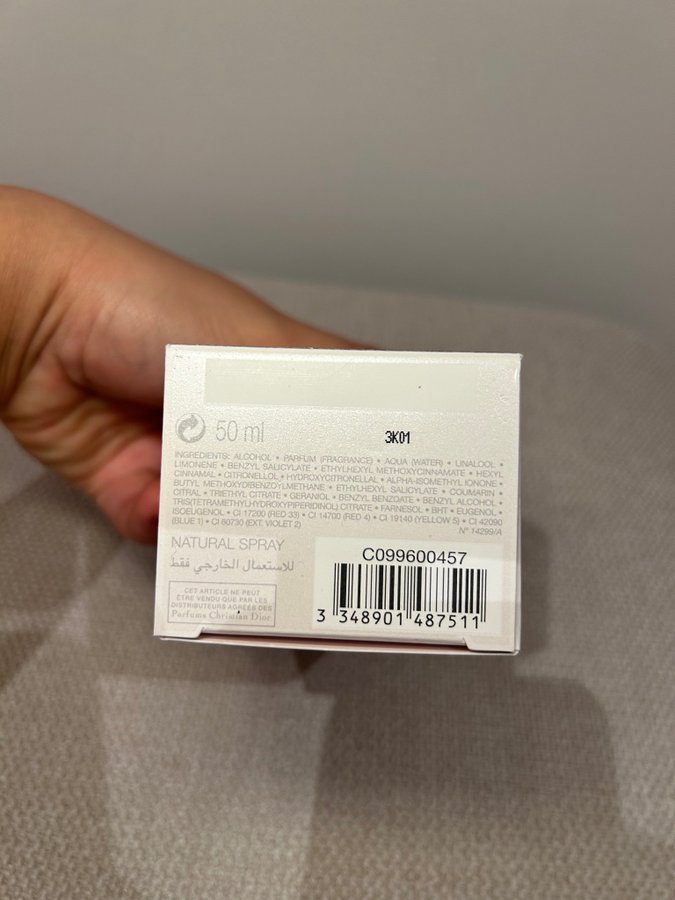 50 ml
3K01
INGREDIENTS: ALCOHOL • PARFUM (FRAGRANCE) • AQUA (WATER) • LINALOOL •
LIMONENE • BENZYL SALICYLATE • ETHYLHEXYL METHOXYCINNAMATE • HEXYL
CINNAMAL • CITRONELLOL • HYDROXYCITRONELLAL • ALPHA-ISOMETHYL IONONE •
BUTYL METHOXYDIBENZOYLMETHANE • ETHYLHEXYL SALICYLATE • COUMARIN •
CITRAL • TRIETHYL CITRATE • GERANIOL • BENZYL BENZOATE • BENZYL ALCOHOL •
TRIS(TETRAMETHYLHYDROXYPIPERIDINOL) CITRATE • FARNESOL • BHT • EUGENOL •
ISOEUGENOL • CI 17200 (RED 33) • CI 14700 (RED 4) • CI 19140 (YELLOW 5) • CI 42090
(BLUE 1) • CI 60730 (EXT. VIOLET 2)
N° 14299/A
NATURAL SPRAY
للاستعمال الخارجي فقط
CET ARTICLE NE PEUT
ÊTRE VENDU QUE PAR LES
DISTRIBUTEURS AGRÉÉS DES
Parfums Christian Dior
C099600457
3 348901 487511